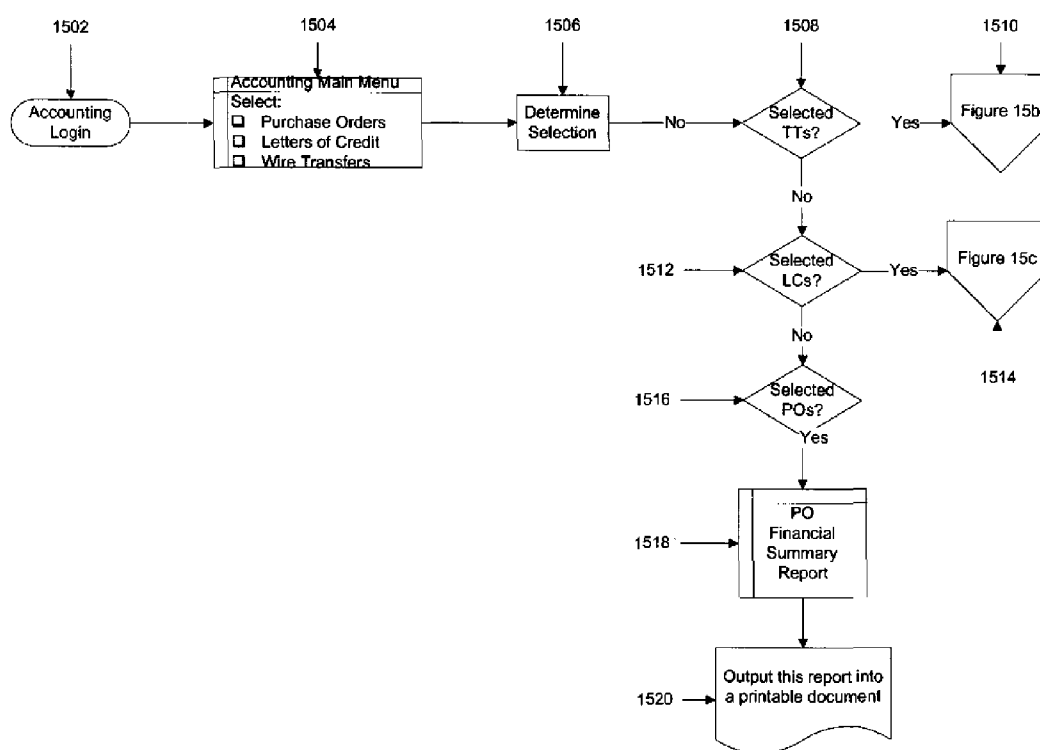 1502
1504
1506
1508
1510
Accounting
Login
Accounting Main Menu
Select:
Purchase Orders
Letters of Credit
Wire Transfers
Determine
Selection
No
Selected
TTs?
Yes
Figure 15b
No
1512
Selected
LCs?
Yes
Figure 15c
No
1514
1516
Selected
POs?
Yes
1518
PO
Financial
Summary
Report
1520
Output this report into
a printable document